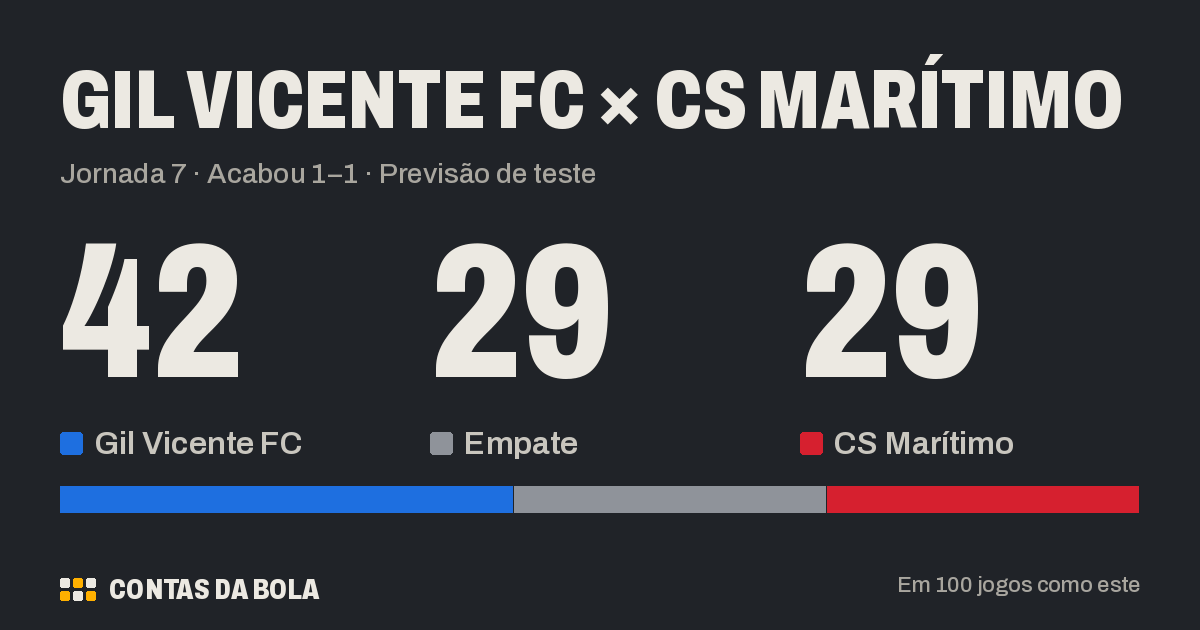 GIL VICENTE FC × CS MARÍTIMO
Jornada 7 · Acabou 1–1 · Previsão de teste
42 29 29
Gil Vicente FC Empate CS Marítimo
CONTAS DA BOLA Em 100 jogos como este